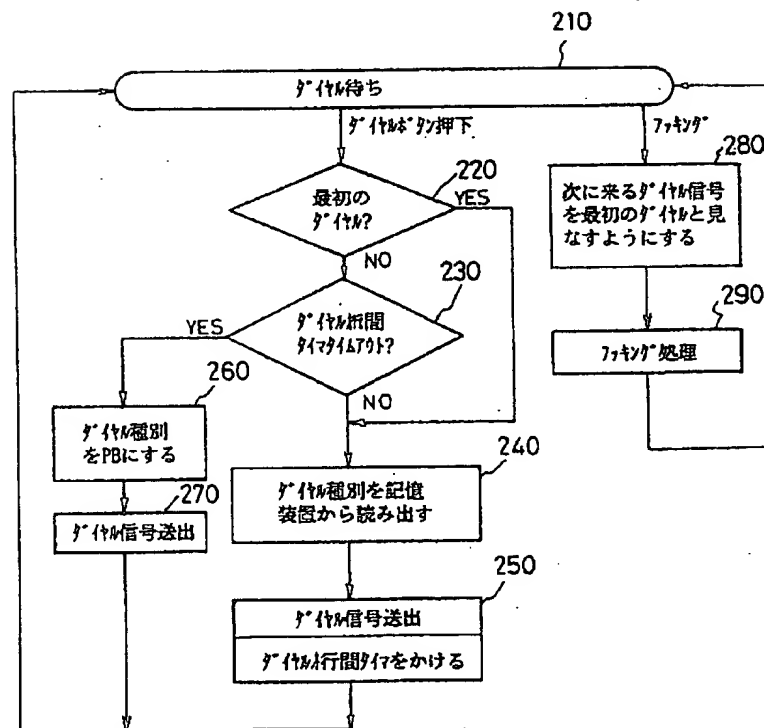 210
ﾀﾞｲﾔﾙ待ち
ﾀﾞｲﾔﾙﾎﾞﾀﾝ押下
ﾌｯｷﾝｸﾞ
220
最初の
ﾀﾞｲﾔﾙ?
YES
NO
230
ﾀﾞｲﾔﾙ桁間
ﾀｲﾏﾀｲﾑｱｳﾄ?
YES
NO
240
ﾀﾞｲﾔﾙ種別を記憶
装置から読み出す
250
ﾀﾞｲﾔﾙ信号送出
ﾀﾞｲﾔﾙ桁間ﾀｲﾏをかける
260
ﾀﾞｲﾔﾙ種別
をPBにする
270
ﾀﾞｲﾔﾙ信号送出
280
次に来るﾀﾞｲﾔﾙ信号
を最初のﾀﾞｲﾔﾙと見
なすようにする
290
ﾌｯｷﾝｸﾞ処理